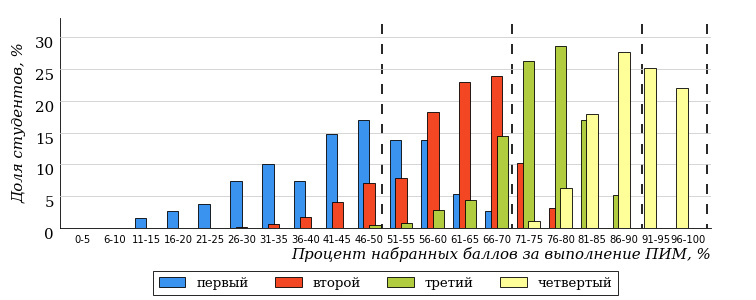 Доля студентов, %
30
25
20
15
10
5
0
0-5 6-10 11-15 16-20 21-25 26-30 31-35 36-40 41-45 46-50 51-55 56-60 61-65 66-70 71-75 76-80 81-85 86-90 91-95 96-100
Процент набранных баллов за выполнение ПИМ, %
первый второй третий четвертый